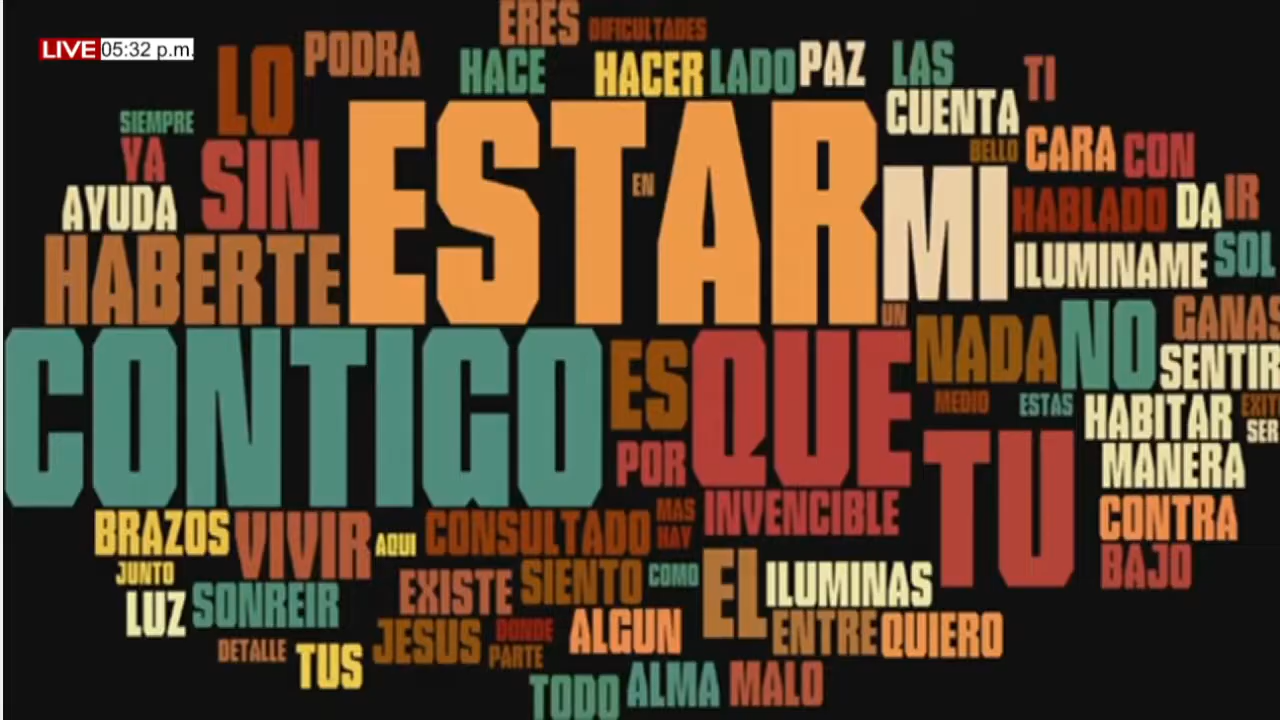 LIVE 05:32 p.m.
ERES DIFICULTADES
LO PODRA HACE HACER LADO PAZ LAS TI
SIEMPRE CUENTA
YA SIN ESTAR EN BELLO CARA CON
AYUDA MI HABLADO DA IR
HABERTE ILUMINAME SOL
UN GANAS
CONTIGO ES QUE NADA NO SENTIR
MEDIO ESTAS HABITAR
SER
POR TU MANERA
BRAZOS VIVIR AQUI CONSULTADO MAS INVENCIBLE CONTRA
HAY
JUNTO EXISTE SIENTO COMO EL ILUMINAS BAJO
LUZ SONREIR
DETALLE TUS JESUS DONDE ALGUN ENTRE QUIERO
PARTE
TODO ALMA MALO